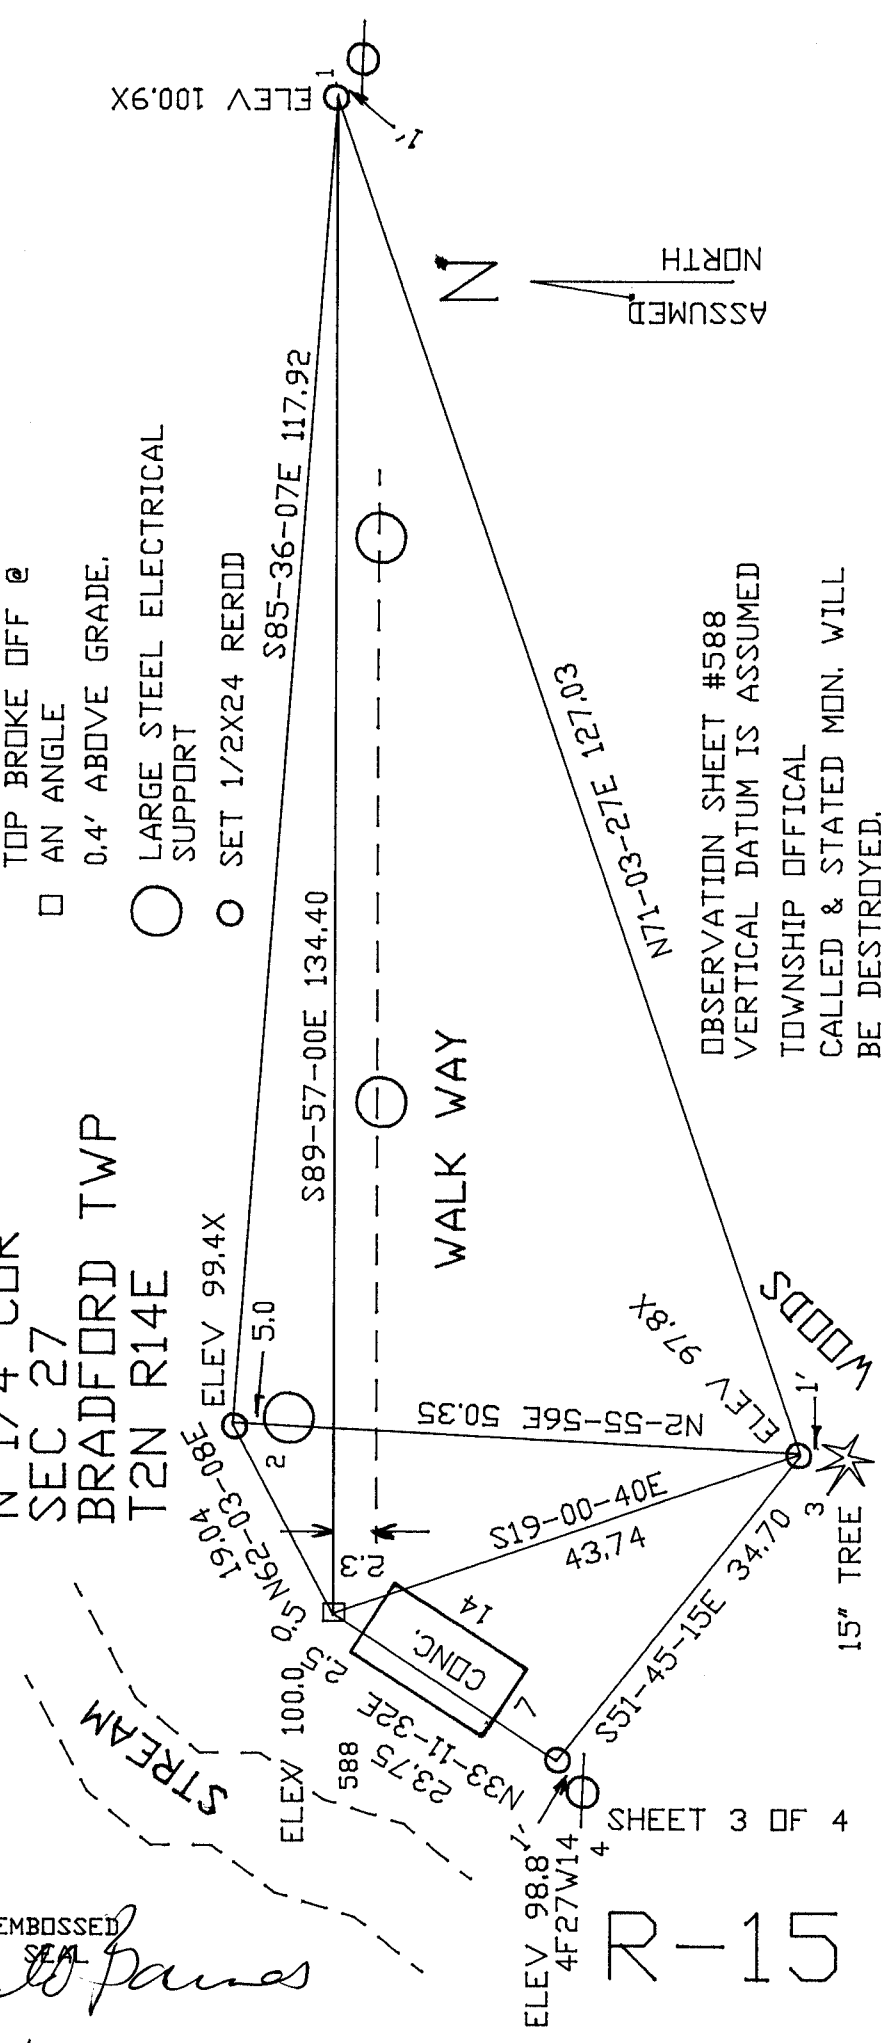 N 1/4 COR
SEC 27
BRADFORD TWP
T2N R14E
TOP BROKE OFF @
AN ANGLE
0.4' ABOVE GRADE.
LARGE STEEL ELECTRICAL
SUPPORT
SET 1/2X24 REROD
STREAM
ELEV 100.0
588
0.5
2.5
19.04
N62-03-08E
2
ELEV 99.4X
5.0
S85-36-07E 117.92
S89-57-00E 134.40
ELEV 100.9X
1
1'
2.3
WALK WAY
N
ASSUMED
NORTH
CONC.
14
7
23.75
N33-11-32E
S19-00-40E
43.74
N2-55-56E 50.35
N71-03-27E 127.03
S51-45-15E 34.70
ELEV 97.8X
WOODS
1'
3
15" TREE
1'
4
ELEV 98.8
4F27W14
OBSERVATION SHEET #588
VERTICAL DATUM IS ASSUMED
TOWNSHIP OFFICAL
CALLED & STATED MON. WILL
BE DESTROYED.
EMBOSSED
SEAL
SHEET 3 OF 4
R-15